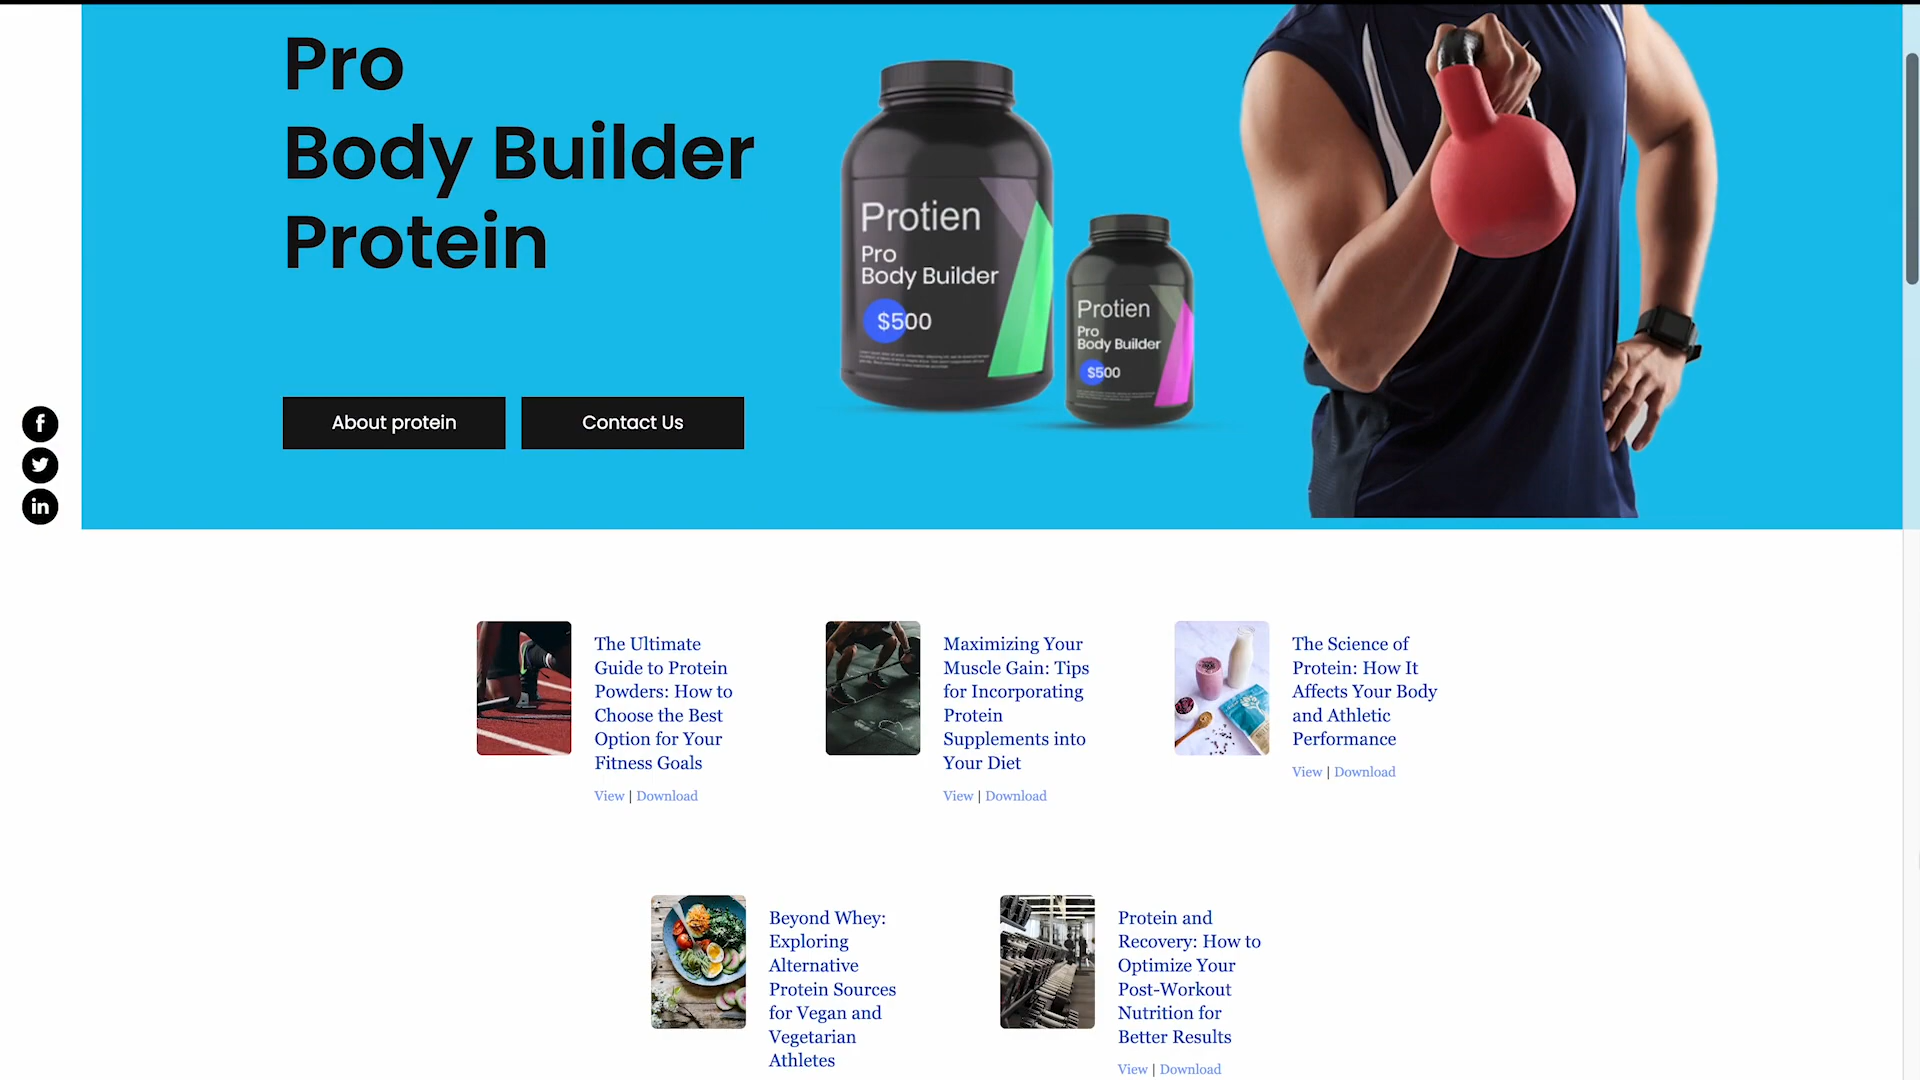 Pro
Body Builder
Protein
Protien
Pro
Body Builder
$500
Protien
Pro
Body Builder
$500
About protein
Contact Us
The Ultimate
Guide to Protein
Powders: How to
Choose the Best
Option for Your
Fitness Goals
View | Download
Maximizing Your
Muscle Gain: Tips
for Incorporating
Protein
Supplements into
Your Diet
View | Download
The Science of
Protein: How It
Affects Your Body
and Athletic
Performance
View | Download
Beyond Whey:
Exploring
Alternative
Protein Sources
for Vegan and
Vegetarian
Athletes
Protein and
Recovery: How to
Optimize Your
Post-Workout
Nutrition for
Better Results
View | Download